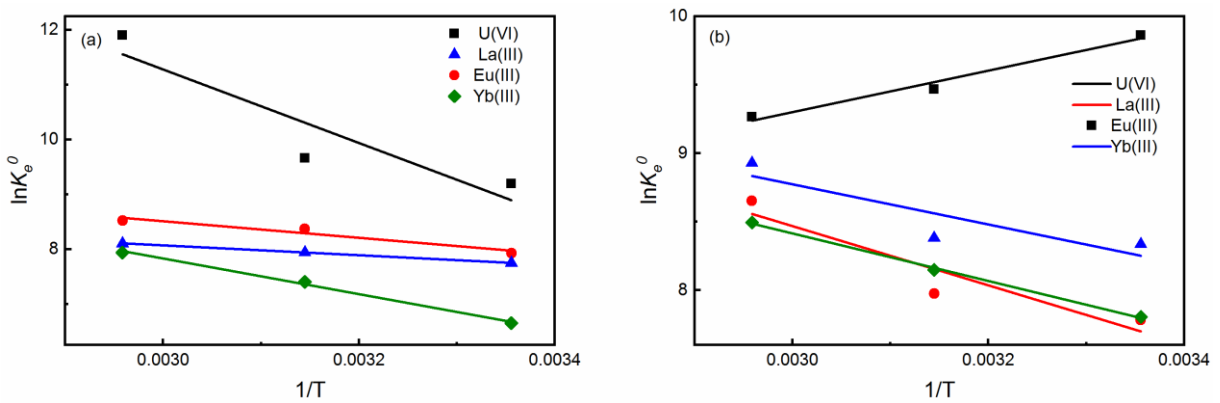 (a)
U(VI)
La(III)
Eu(III)
Yb(III)
12
10
8
lnKe0
0.0030
0.0032
0.0034
1/T
(b)
U(VI)
La(III)
Eu(III)
Yb(III)
10
9
8
lnKe0
0.0030
0.0032
0.0034
1/T